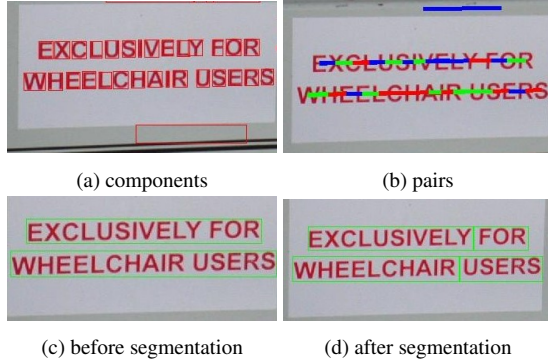 EXCLUSIVELY FOR
WHEELCHAIR USERS
EXCLUSIVELY FOR
WHEELCHAIR USERS
(a) components
(b) pairs
EXCLUSIVELY FOR
WHEELCHAIR USERS
EXCLUSIVELY FOR
WHEELCHAIR USERS
(c) before segmentation
(d) after segmentation